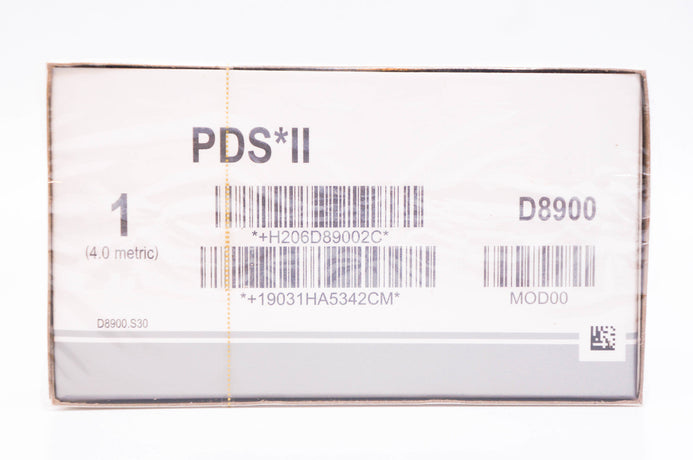 PDS*II
1
(4.0 metric)
D8900
*+H206D89002C*
*+19031HA5342CM*
MOD00
D8900.S30